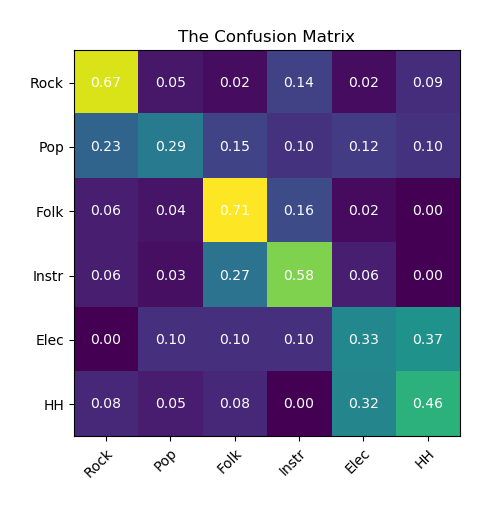 The Confusion Matrix
Rock 0.67 0.05 0.02 0.14 0.02 0.09
Pop 0.23 0.29 0.15 0.10 0.12 0.10
Folk 0.06 0.04 0.71 0.16 0.02 0.00
Instr 0.06 0.03 0.27 0.58 0.06 0.00
Elec 0.00 0.10 0.10 0.10 0.33 0.37
HH 0.08 0.05 0.08 0.00 0.32 0.46
Rock Pop Folk Instr Elec HH